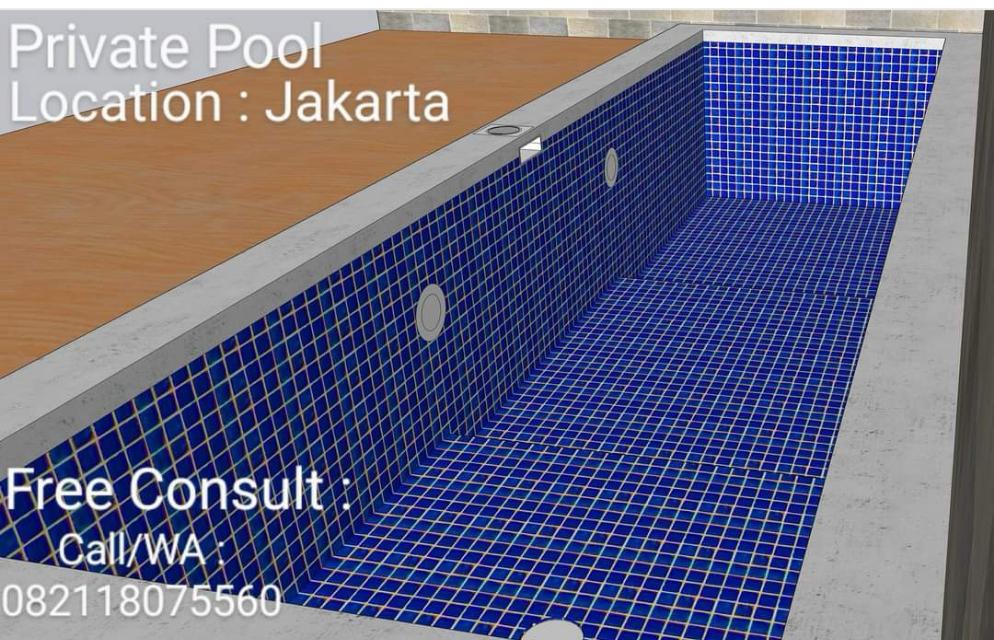 Private Pool
Location : Jakarta
Free Consult :
Call/WA :
082118075560